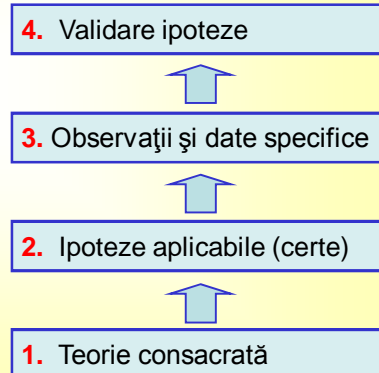 4. Validare ipoteze
3. Observaţii şi date specifice
2. Ipoteze aplicabile (certe)
1. Teorie consacrată